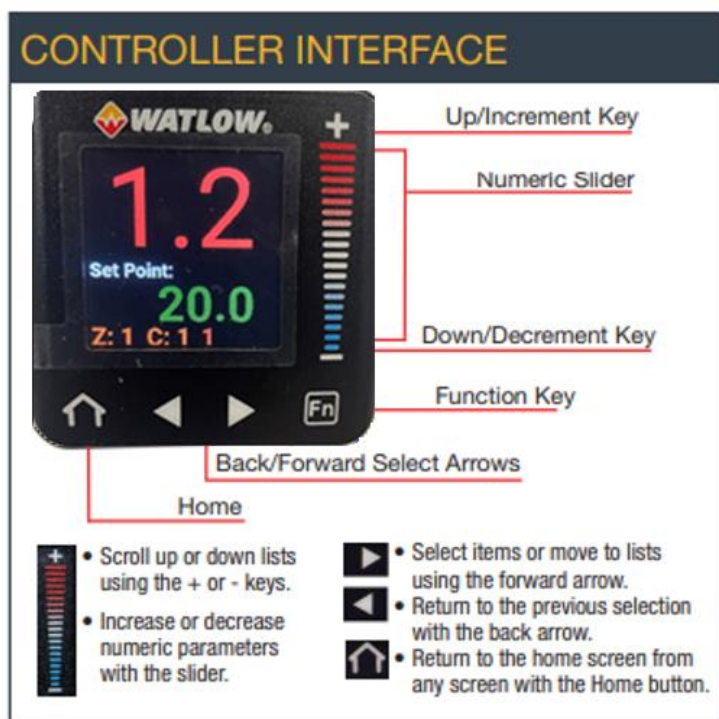 CONTROLLER INTERFACE
WATLOW®
+
Up/Increment Key
1.2
Numeric Slider
Set Point:
20.0
Z: 1 C: 1 1
Down/Decrement Key
Fn
Function Key
Back/Forward Select Arrows
Home
• Scroll up or down lists
using the + or - keys.
• Increase or decrease
numeric parameters
with the slider.
• Select items or move to lists
using the forward arrow.
• Return to the previous selection
with the back arrow.
• Return to the home screen from
any screen with the Home button.